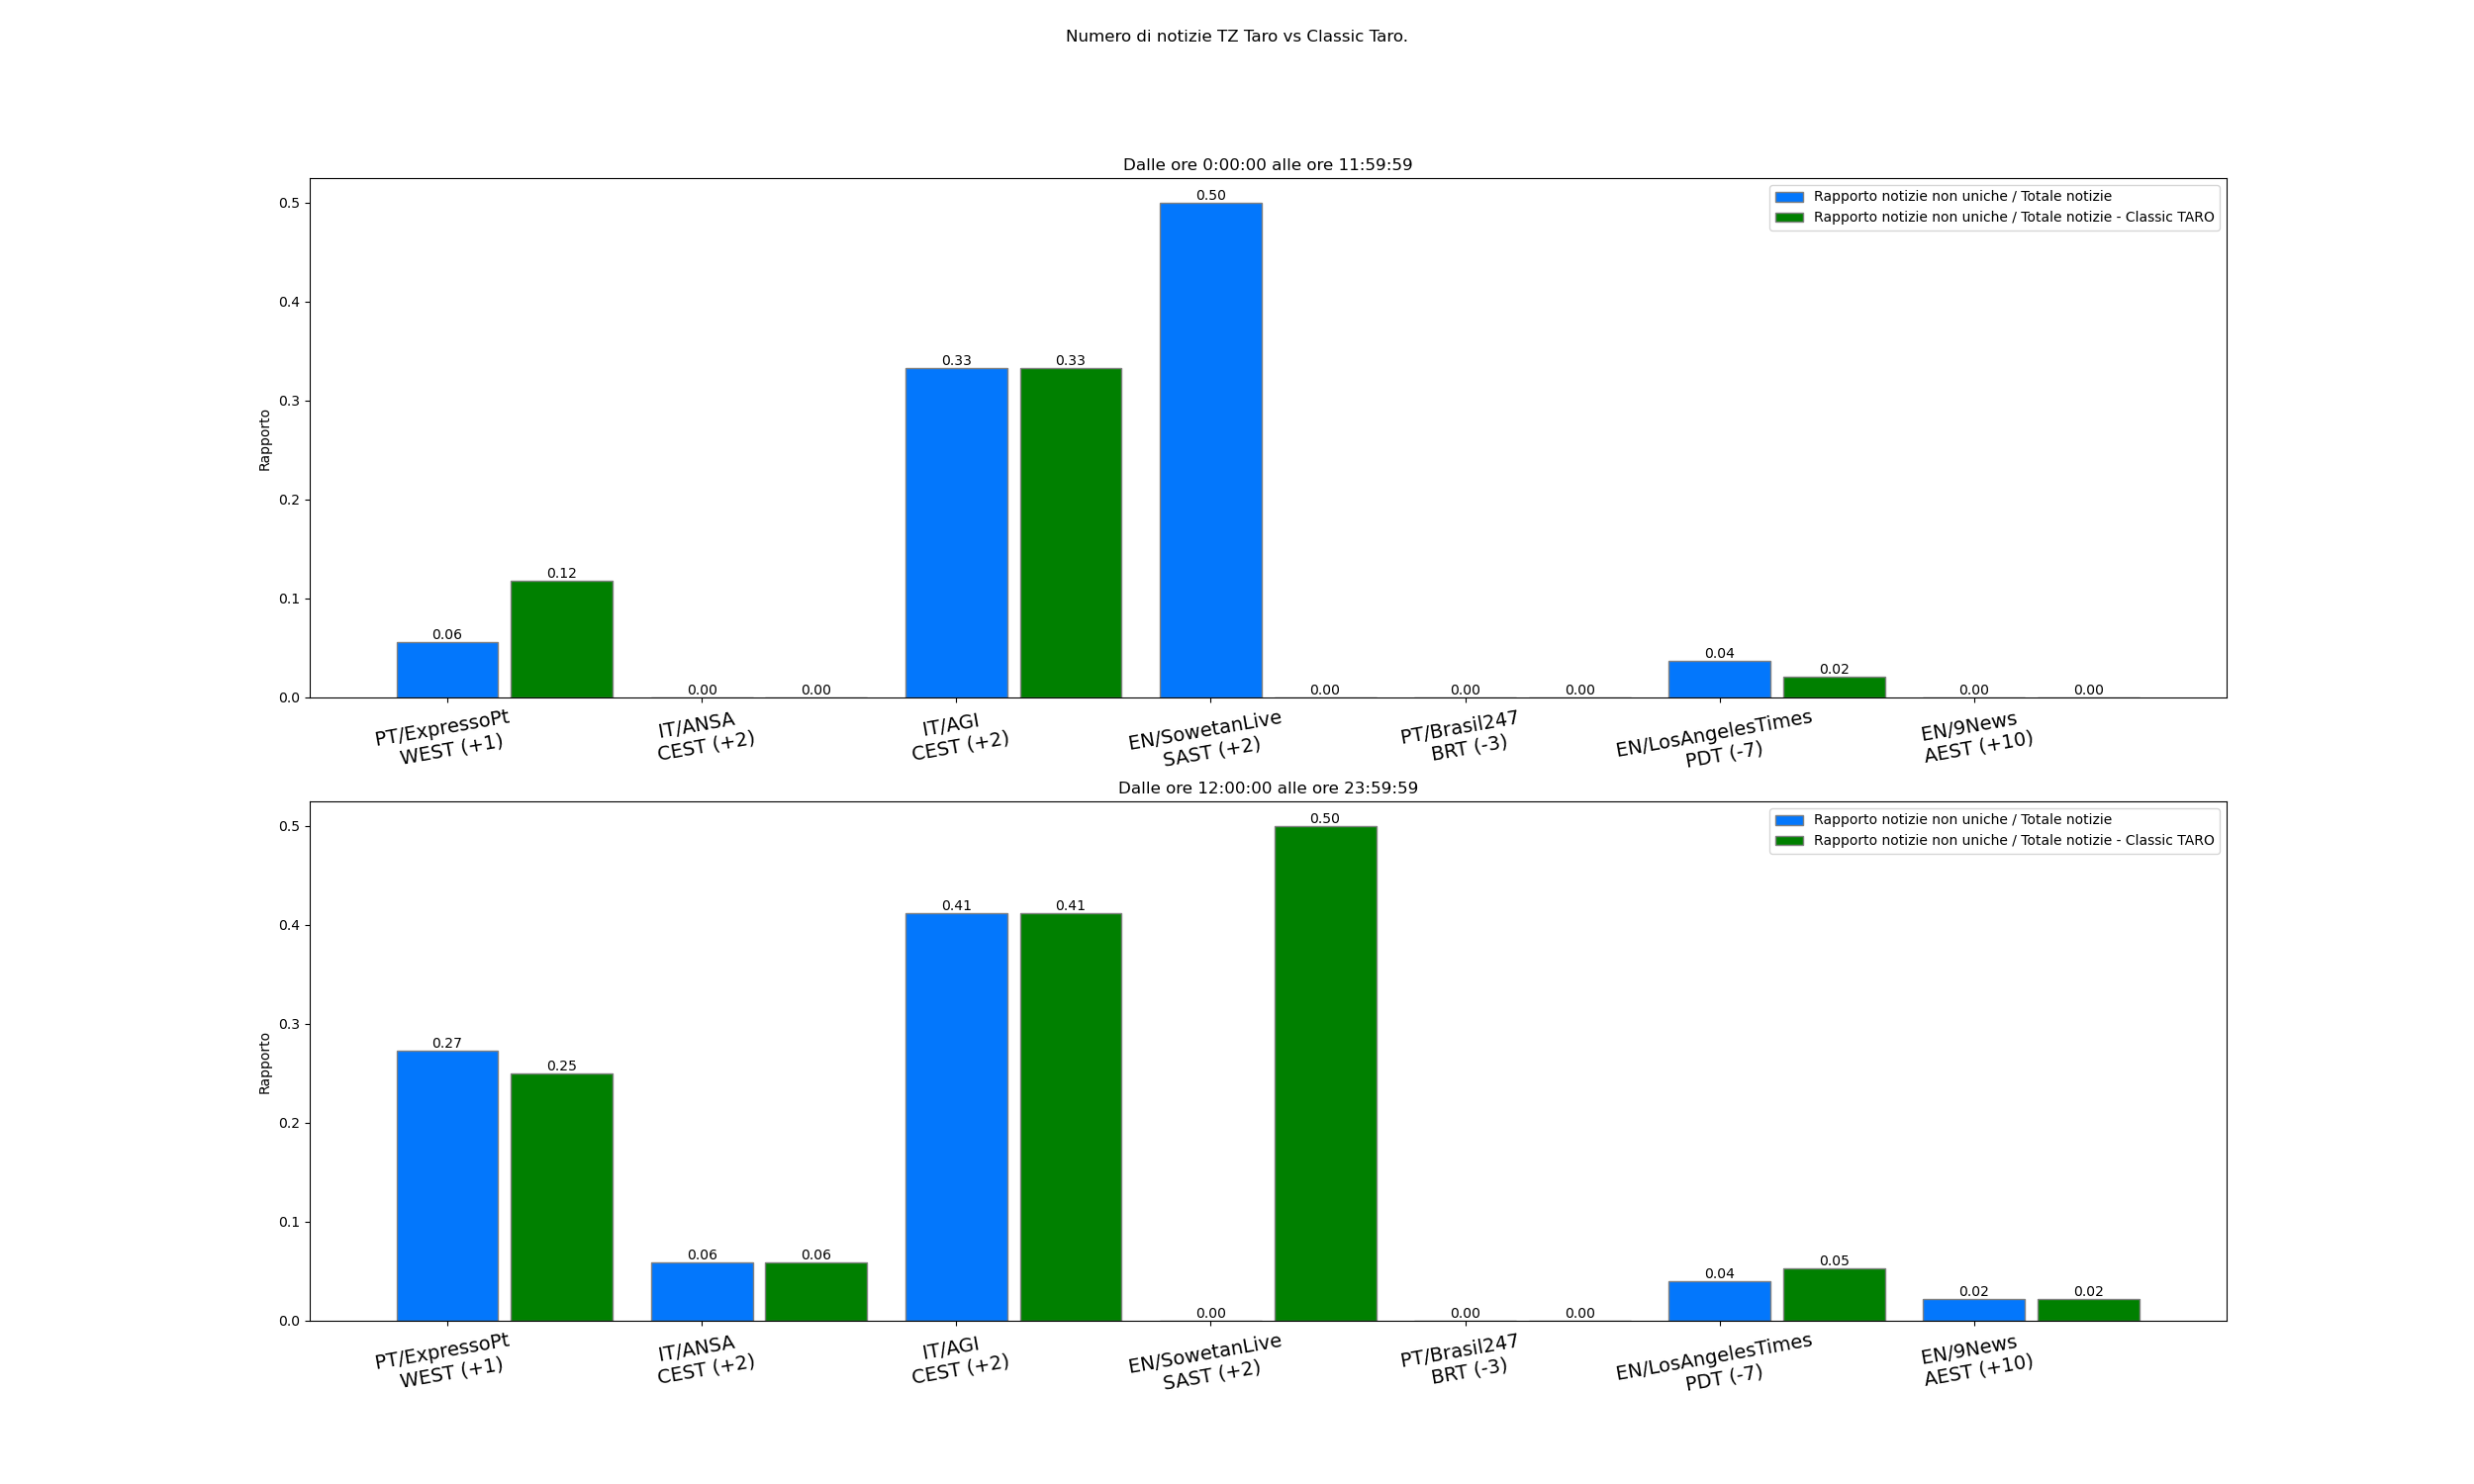 Numero di notizie TZ Taro vs Classic Taro.
Dalle ore 0:00:00 alle ore 11:59:59
Rapporto notizie non uniche / Totale notizie
Rapporto notizie non uniche / Totale notizie - Classic TARO
Rapporto
0.5
0.4
0.3
0.2
0.1
0.0
0.06
0.12
0.00
0.00
0.33
0.33
0.50
0.00
0.00
0.00
0.04
0.02
0.00
0.00
PT/ExpressoPt
WEST (+1)
IT/ANSA
CEST (+2)
IT/AGI
CEST (+2)
EN/SowetanLive
SAST (+2)
PT/Brasil247
BRT (-3)
EN/LosAngelesTimes
PDT (-7)
EN/9News
AEST (+10)
Dalle ore 12:00:00 alle ore 23:59:59
Rapporto notizie non uniche / Totale notizie
Rapporto notizie non uniche / Totale notizie - Classic TARO
Rapporto
0.5
0.4
0.3
0.2
0.1
0.0
0.27
0.25
0.06
0.06
0.41
0.41
0.00
0.50
0.00
0.00
0.04
0.05
0.02
0.02
PT/ExpressoPt
WEST (+1)
IT/ANSA
CEST (+2)
IT/AGI
CEST (+2)
EN/SowetanLive
SAST (+2)
PT/Brasil247
BRT (-3)
EN/LosAngelesTimes
PDT (-7)
EN/9News
AEST (+10)